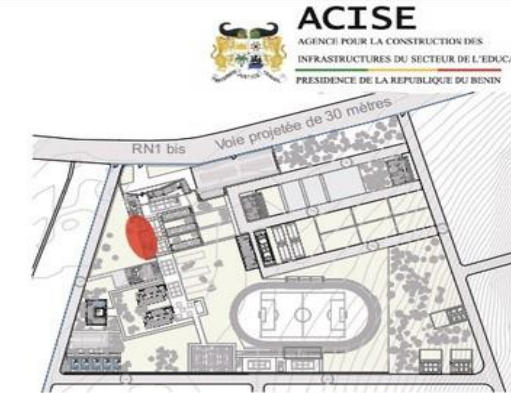 ACISE
AGENCE POUR LA CONSTRUCTION DES
INFRASTRUCTURES DU SECTEUR DE L'EDUCA
PRESIDENCE DE LA REPUBLIQUE DU BENIN
RN1 bis
Voie projetée de 30 mètres